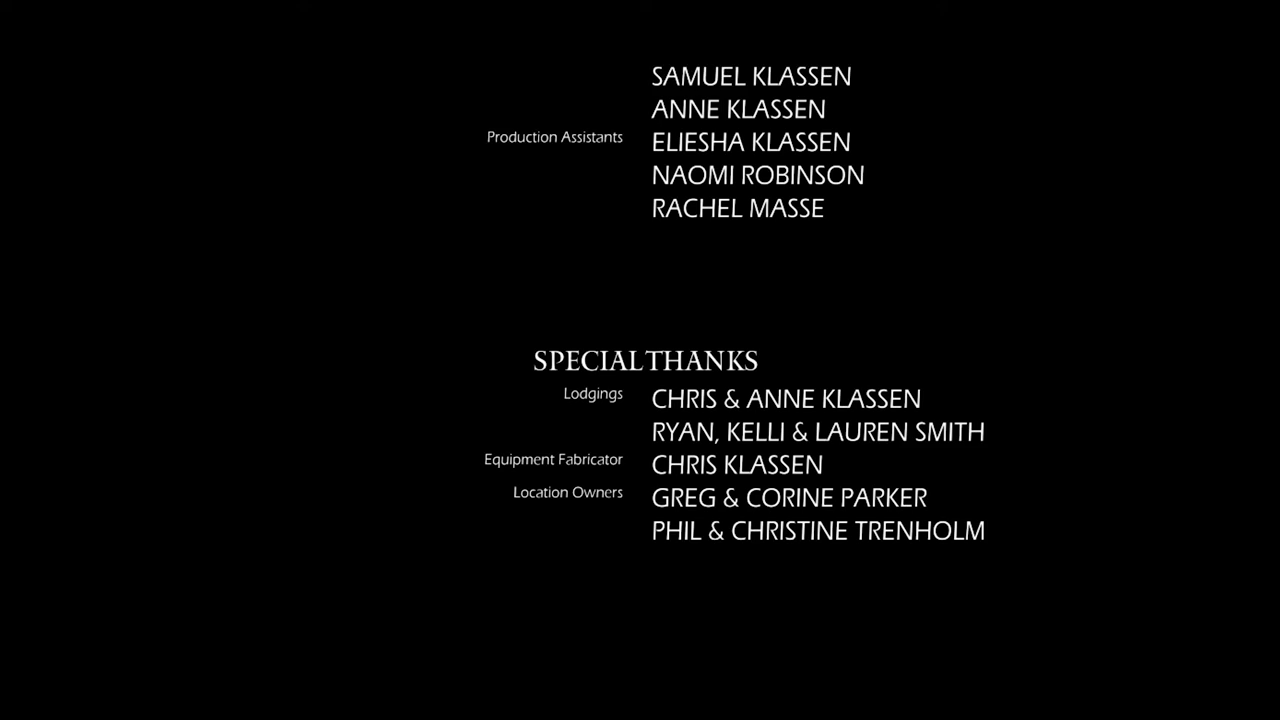 SAMUEL KLASSEN
ANNE KLASSEN
Production Assistants ELIESHA KLASSEN
NAOMI ROBINSON
RACHEL MASSE
SPECIAL THANKS
Lodgings CHRIS & ANNE KLASSEN
RYAN, KELLI & LAUREN SMITH
Equipment Fabricator CHRIS KLASSEN
Location Owners GREG & CORINE PARKER
PHIL & CHRISTINE TRENHOLM